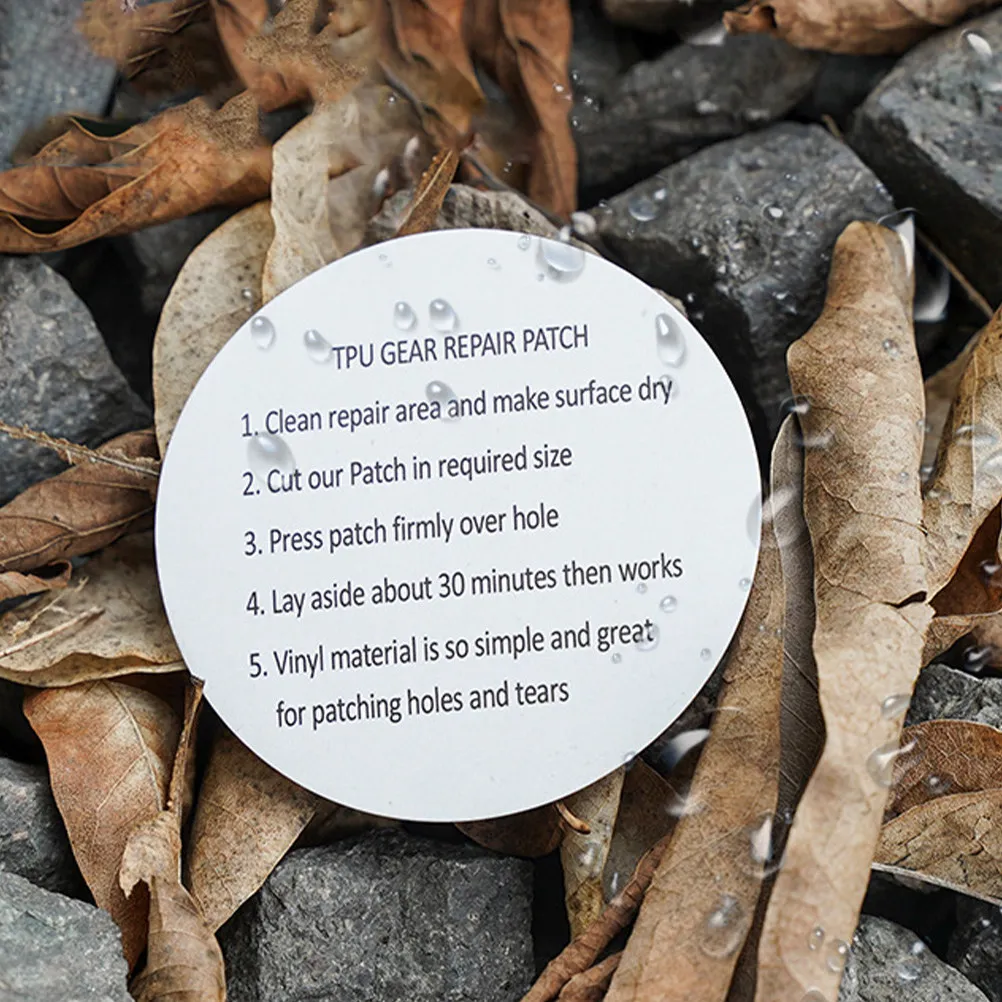 TPU GEAR REPAIR PATCH
1. Clean repair area and make surface dry
2. Cut our Patch in required size
3. Press patch firmly over hole
4. Lay aside about 30 minutes then works
5. Vinyl material is so simple and great
for patching holes and tears